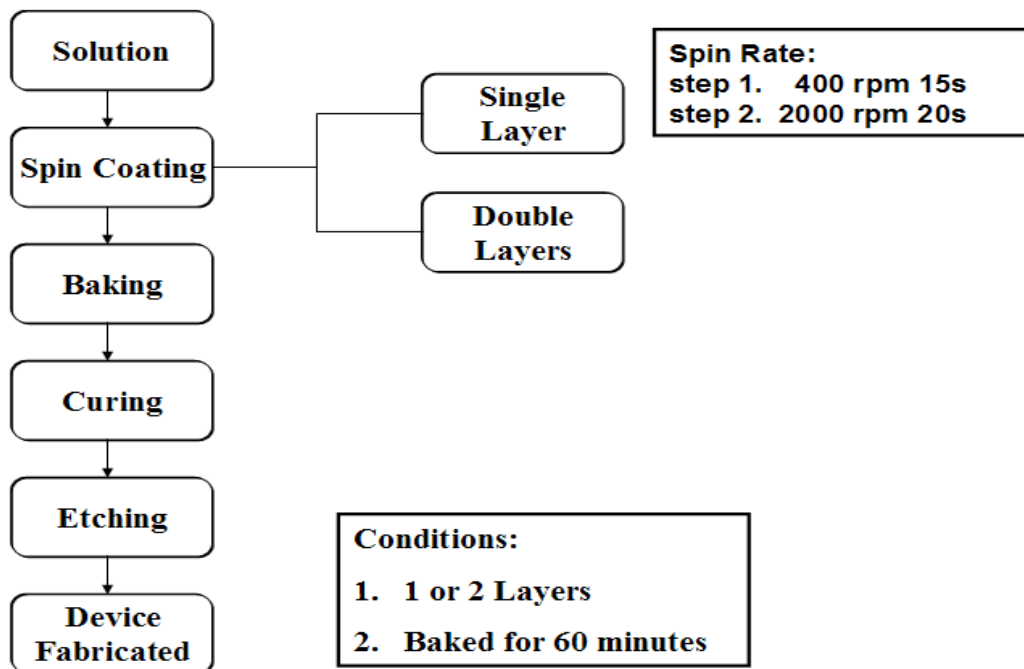 Solution
Spin Coating
Single
Layer
Double
Layers
Spin Rate:
step 1. 400 rpm 15s
step 2. 2000 rpm 20s
Baking
Curing
Etching
Device
Fabricated
Conditions:
1. 1 or 2 Layers
2. Baked for 60 minutes